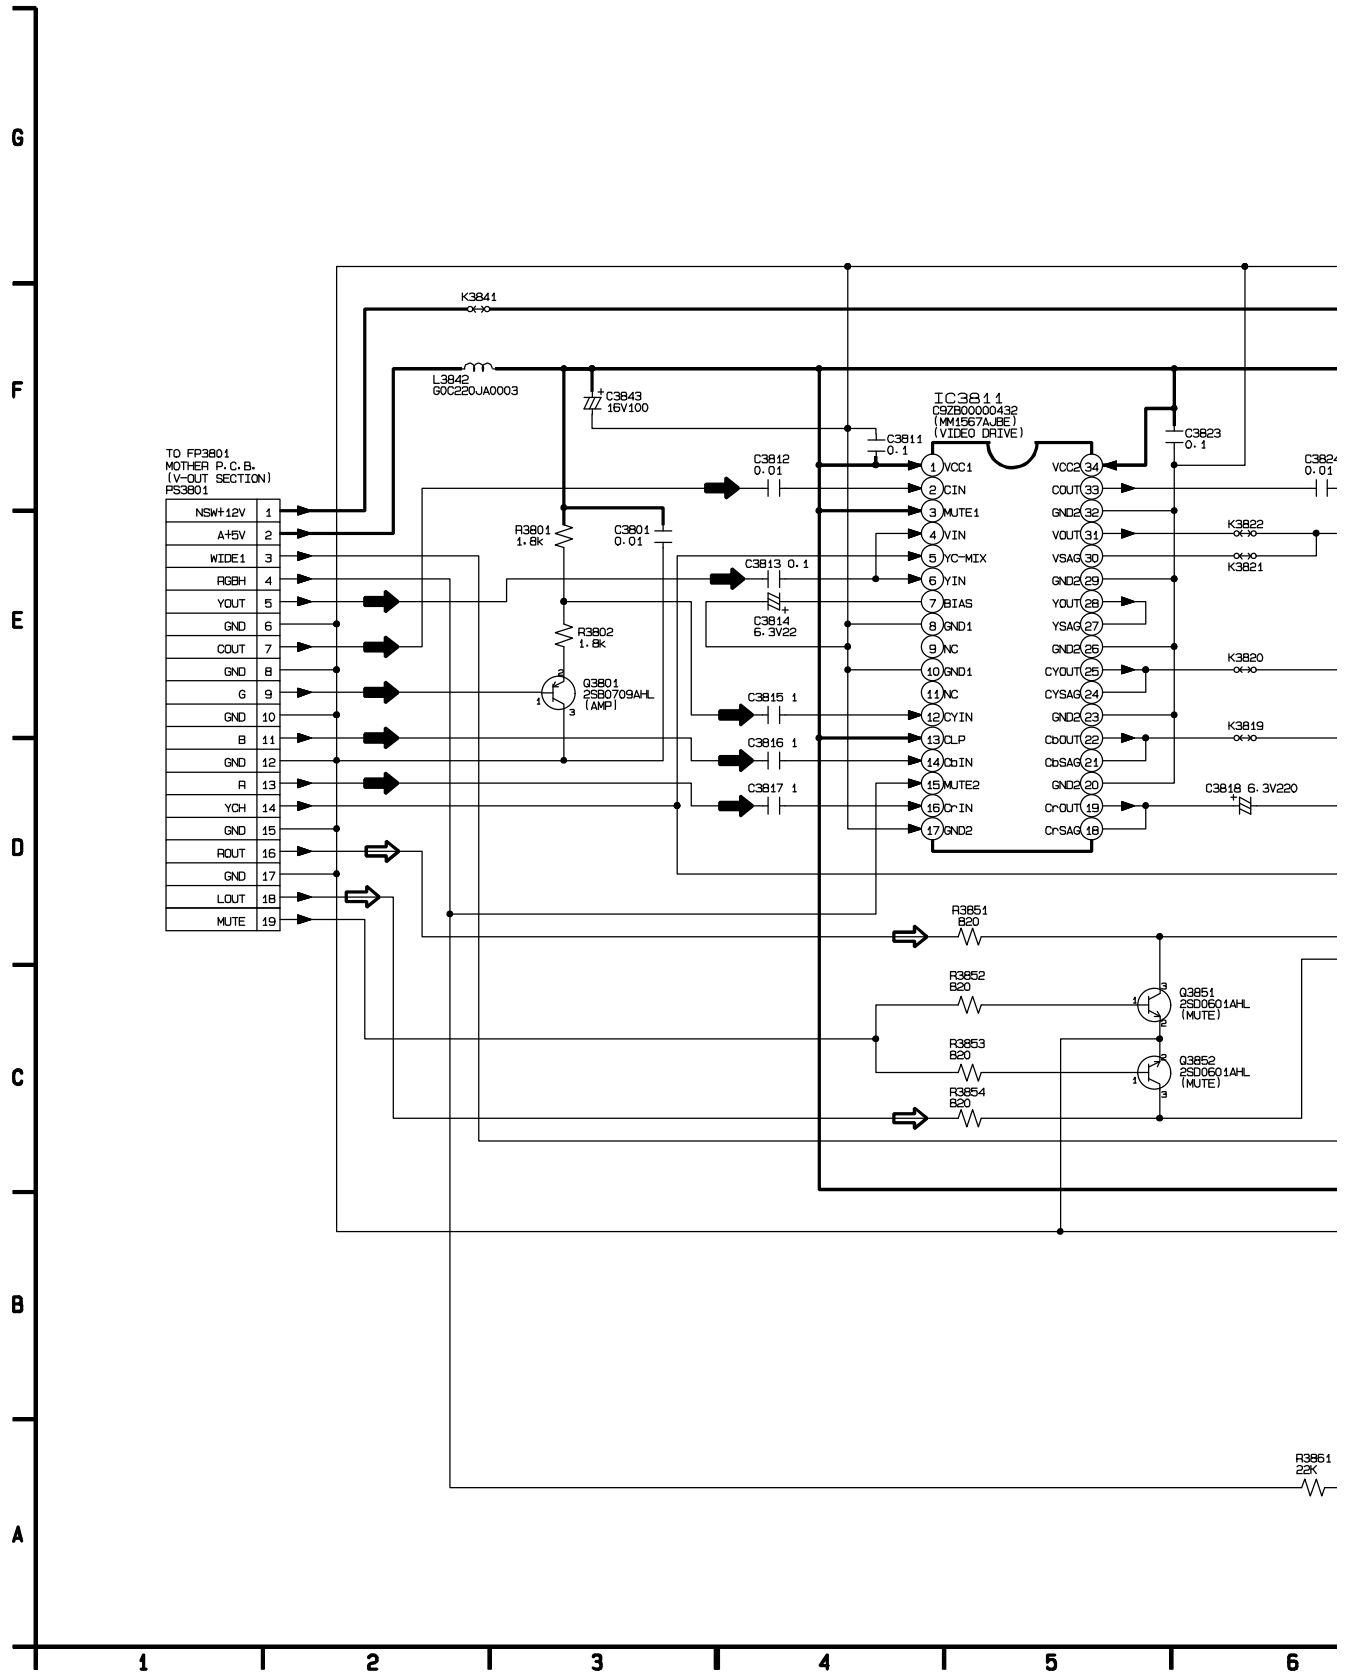 G
K3841
F
L3842
G0C220JA0003
C3843
16V100
IC3811
C9ZB00000432
(MM1567AJBE)
(VIDEO DRIVE)
C3811
0.1
C3823
0.1
TO FP3801
MOTHER P.C.B.
(V-OUT SECTION)
PS3801
C3812
0.01
C3824
0.01
NSW+12V 1
A+5V 2
WIDE1 3
RGBH 4
YOUT 5
GND 6
COUT 7
GND 8
G 9
GND 10
B 11
GND 12
R 13
YCH 14
GND 15
ROUT 16
GND 17
LOUT 18
MUTE 19
R3801
1.8k
C3801
0.01
C3813 0.1
C3814
6.3V22
E
R3802
1.8k
2
1
3
Q3801
2SB0709AHL
(AMP)
C3815 1
C3816 1
C3817 1
1 VCC1
2 CIN
3 MUTE1
4 VIN
5 YC-MIX
6 YIN
7 BIAS
8 GND1
9 NC
10 GND1
11 NC
12 CYIN
13 CLP
14 CbIN
15 MUTE2
16 CrIN
17 GND2
VCC2 34
COUT 33
GND2 32
VOUT 31
VSAG 30
GND2 29
YOUT 28
YSAG 27
GND2 26
CYOUT 25
CYSAG 24
GND2 23
CbOUT 22
CbSAG 21
GND2 20
CrOUT 19
CrSAG 18
K3822
K3821
K3820
K3819
C3818 6.3V220
D
R3851
820
R3852
820
3
1
2
Q3851
2SD0601AHL
(MUTE)
C
R3853
820
2
1
3
Q3852
2SD0601AHL
(MUTE)
R3854
820
B
R3861
22K
A
1 2 3 4 5 6